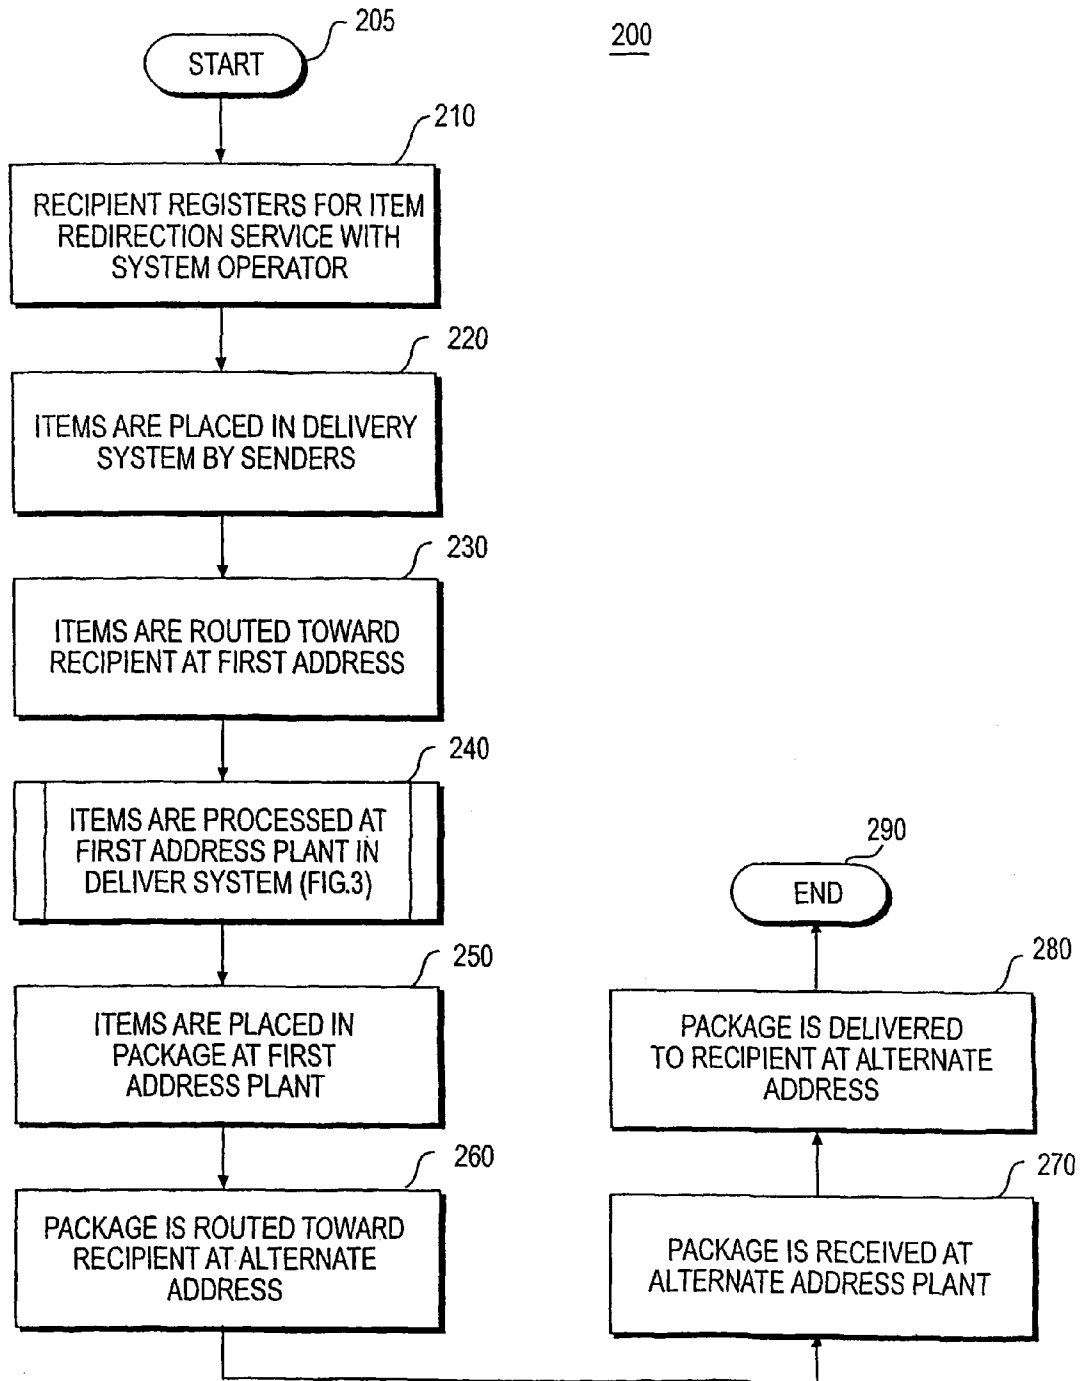 200
205
START
210
RECIPIENT REGISTERS FOR ITEM
REDIRECTION SERVICE WITH
SYSTEM OPERATOR
220
ITEMS ARE PLACED IN DELIVERY
SYSTEM BY SENDERS
230
ITEMS ARE ROUTED TOWARD
RECIPIENT AT FIRST ADDRESS
240
ITEMS ARE PROCESSED AT
FIRST ADDRESS PLANT IN
DELIVER SYSTEM (FIG.3)
250
ITEMS ARE PLACED IN
PACKAGE AT FIRST
ADDRESS PLANT
260
PACKAGE IS ROUTED TOWARD
RECIPIENT AT ALTERNATE
ADDRESS
270
PACKAGE IS RECEIVED AT
ALTERNATE ADDRESS PLANT
280
PACKAGE IS DELIVERED
TO RECIPIENT AT ALTERNATE
ADDRESS
290
END